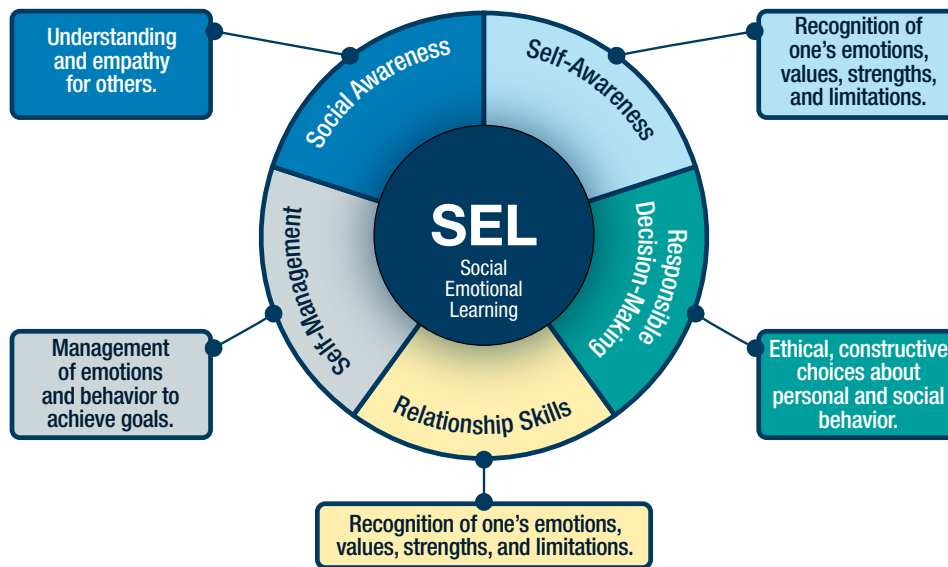 Understanding
and empathy
for others.
Social Awareness
Self-Awareness
Recognition of
one’s emotions,
values, strengths,
and limitations.
SEL
Social
Emotional
Learning
Self-Management
Responsible
Decision-Making
Management
of emotions
and behavior to
achieve goals.
Relationship Skills
Ethical, constructive
choices about
personal and social
behavior.
Recognition of one’s emotions,
values, strengths, and limitations.